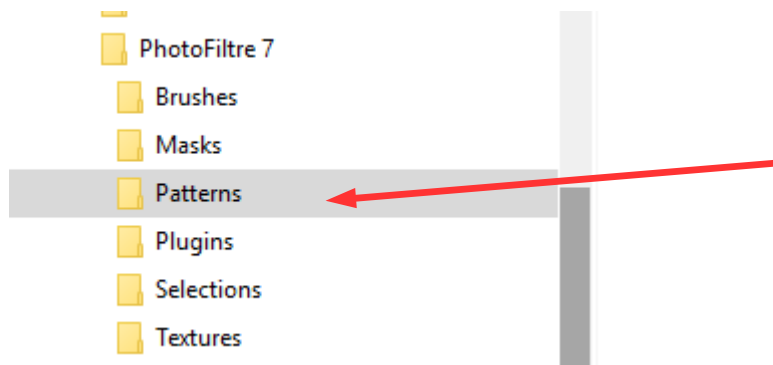 PhotoFiltre 7
Brushes
Masks
Patterns
Plugins
Selections
Textures